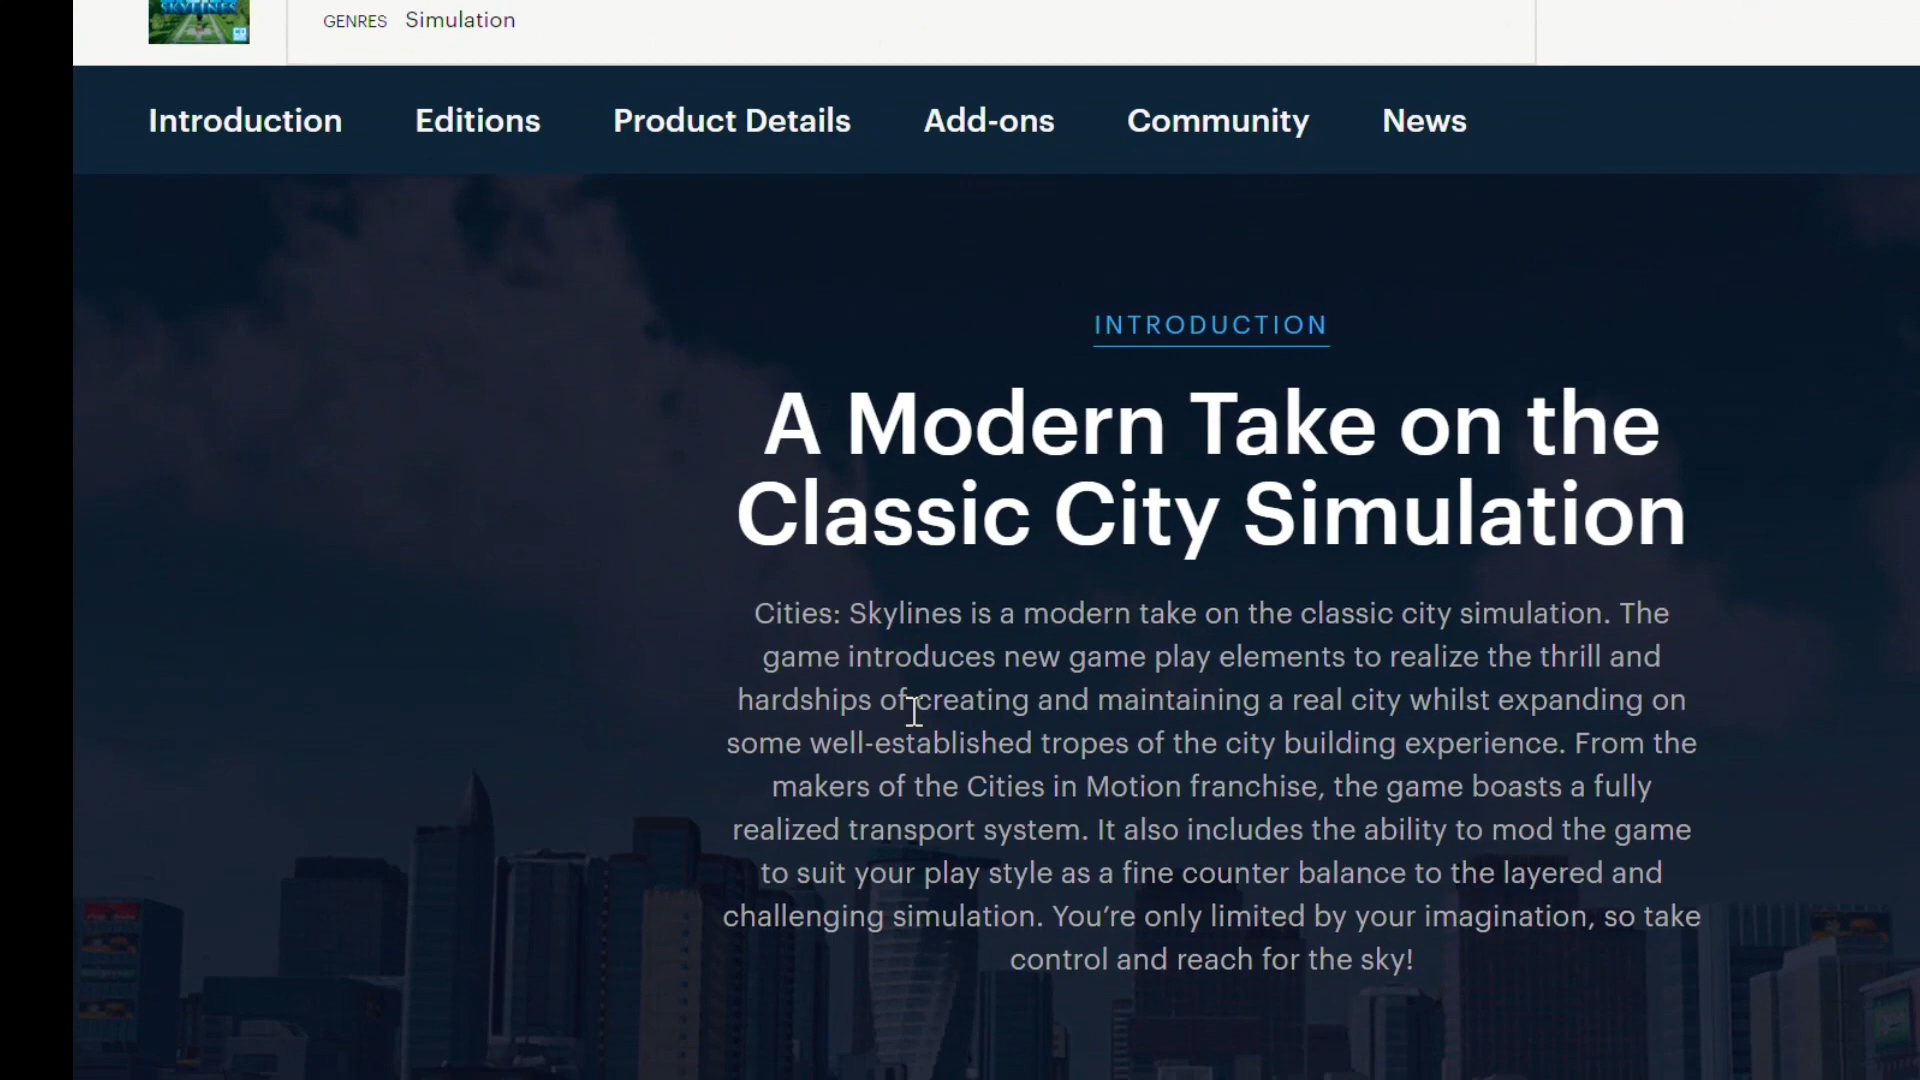 SKYLINES
GENRES Simulation
Introduction Editions Product Details Add-ons Community News
INTRODUCTION
A Modern Take on the
Classic City Simulation
Cities: Skylines is a modern take on the classic city simulation. The
game introduces new game play elements to realize the thrill and
hardships of creating and maintaining a real city whilst expanding on
some well-established tropes of the city building experience. From the
makers of the Cities in Motion franchise, the game boasts a fully
realized transport system. It also includes the ability to mod the game
to suit your play style as a fine counter balance to the layered and
challenging simulation. You’re only limited by your imagination, so take
control and reach for the sky!